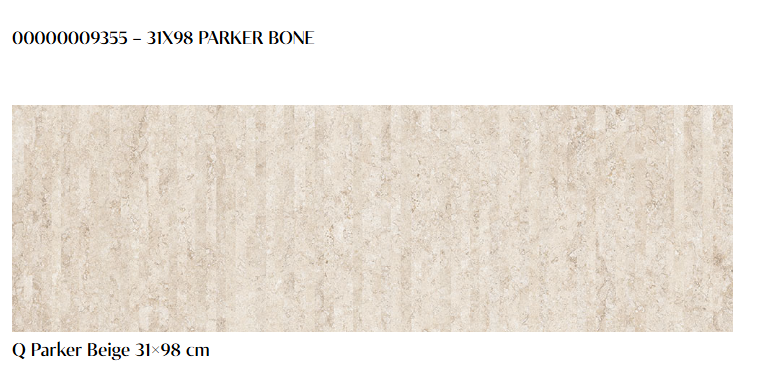 00000009355 – 31X98 PARKER BONE
Q Parker Beige 31×98 cm